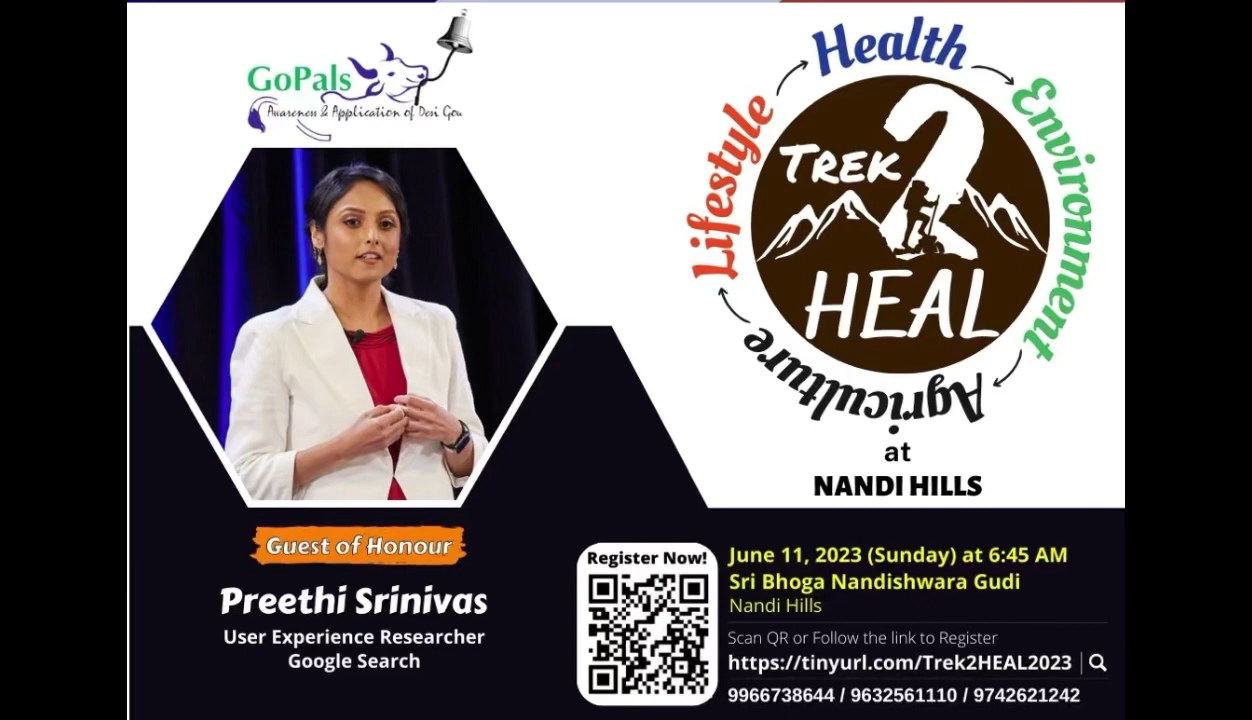 GoPals
Awareness & Application of Desi Gou
Health
Environment
Agriculture
Lifestyle
TREK
2
HEAL
at
NANDI HILLS
Guest of Honour
Preethi Srinivas
User Experience Researcher
Google Search
Register Now!
June 11, 2023 (Sunday) at 6:45 AM
Sri Bhoga Nandishwara Gudi
Nandi Hills
Scan QR or Follow the link to Register
https://tinyurl.com/Trek2HEAL2023
9966738644 / 9632561110 / 9742621242